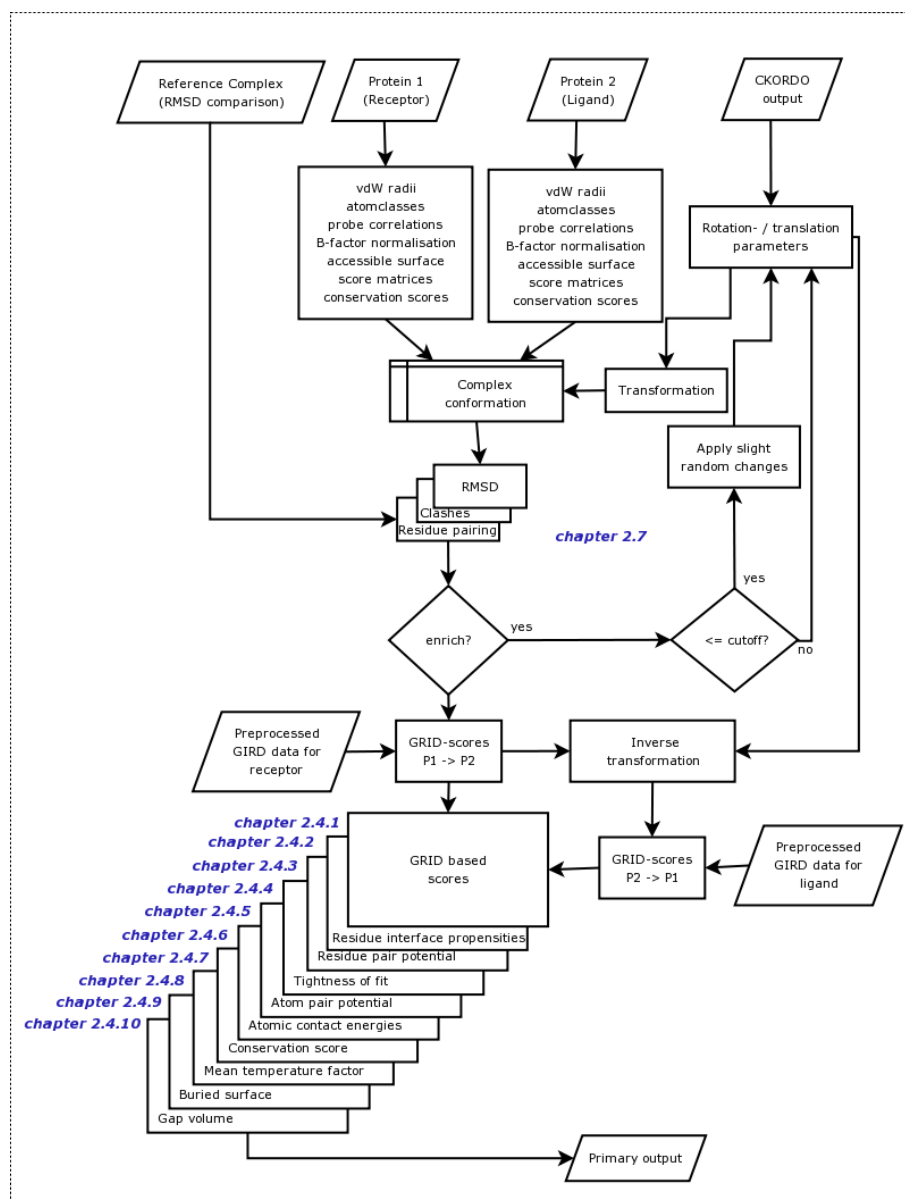 Reference Complex
(RMSD comparison)
Protein 1
(Receptor)
Protein 2
(Ligand)
CKORDO
output
vdW radii
atomclasses
probe correlations
B-factor normalisation
accessible surface
score matrices
conservation scores
vdW radii
atomclasses
probe correlations
B-factor normalisation
accessible surface
score matrices
conservation scores
Rotation- / translation
parameters
Complex
conformation
Transformation
Apply slight
random changes
RMSD
Clashes
Residue pairing
chapter 2.7
enrich?
yes
<= cutoff?
yes
no
Preprocessed
GIRD data for
receptor
GRID-scores
P1 -> P2
Inverse
transformation
GRID-scores
P2 -> P1
Preprocessed
GIRD data for
ligand
chapter 2.4.1
chapter 2.4.2
chapter 2.4.3
chapter 2.4.4
chapter 2.4.5
chapter 2.4.6
chapter 2.4.7
chapter 2.4.8
chapter 2.4.9
chapter 2.4.10
GRID based
scores
Residue interface propensities
Residue pair potential
Tightness of fit
Atom pair potential
Atomic contact energies
Conservation score
Mean temperature factor
Buried surface
Gap volume
Primary output